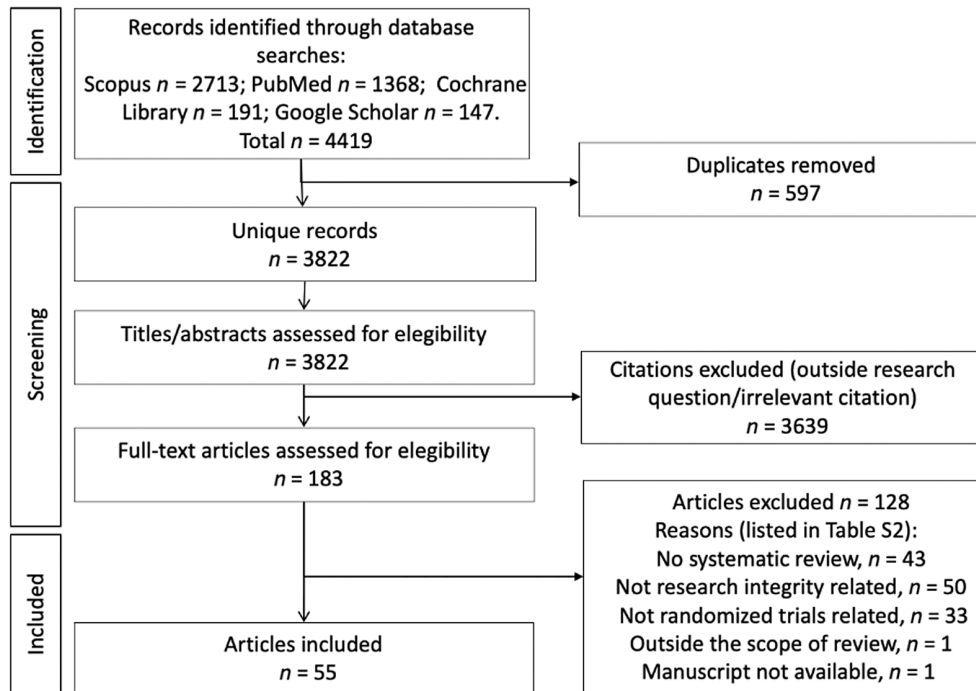 Identification
Records identified through database
searches:
Scopus n = 2713; PubMed n = 1368; Cochrane
Library n = 191; Google Scholar n = 147.
Total n = 4419
Duplicates removed
n = 597
Screening
Unique records
n = 3822
Titles/abstracts assessed for elegibility
n = 3822
Citations excluded (outside research
question/irrelevant citation)
n = 3639
Full-text articles assessed for elegibility
n = 183
Articles excluded n = 128
Reasons (listed in Table S2):
No systematic review, n = 43
Not research integrity related, n = 50
Not randomized trials related, n = 33
Outside the scope of review, n = 1
Manuscript not available, n = 1
Included
Articles included
n = 55